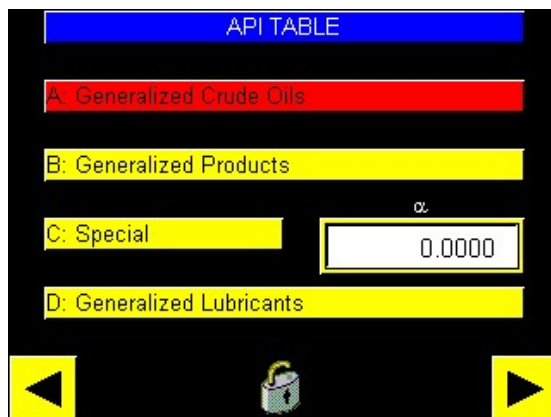 API TABLE
A: Generalized Crude Oils
B: Generalized Products
α
C: Special
0.0000
D: Generalized Lubricants